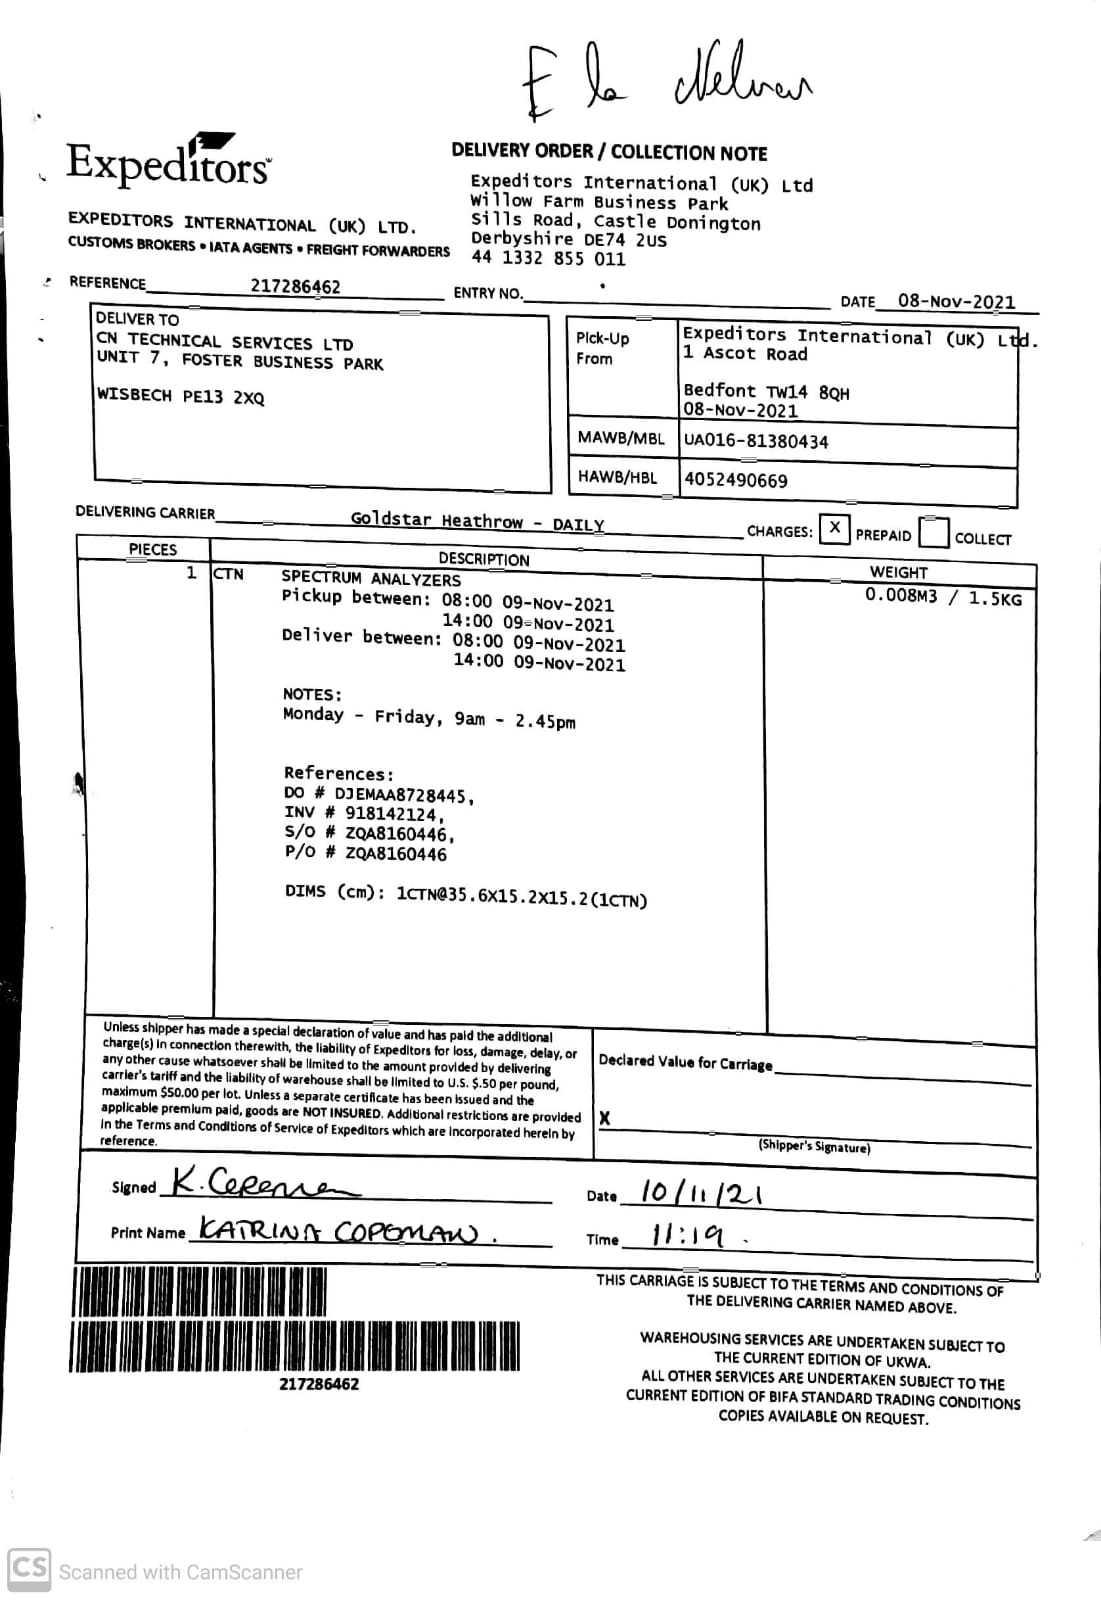 Expeditors
EXPEDITORS INTERNATIONAL (UK) LTD.
CUSTOMS BROKERS • IATA AGENTS • FREIGHT FORWARDERS
DELIVERY ORDER / COLLECTION NOTE
Expeditors International (UK) Ltd
Willow Farm Business Park
Sills Road, Castle Donington
Derbyshire DE74 2US
44 1332 855 011
REFERENCE 217286462
ENTRY NO.
DATE 08-Nov-2021
DELIVER TO
CN TECHNICAL SERVICES LTD
UNIT 7, FOSTER BUSINESS PARK
WISBECH PE13 2XQ
Pick-Up From
Expeditors International (UK) Ltd.
1 Ascot Road
Bedfont TW14 8QH
08-Nov-2021
MAWB/MBL UA016-81380434
HAWB/HBL 4052490669
DELIVERING CARRIER Goldstar Heathrow - DAILY
CHARGES: X PREPAID COLLECT
PIECES DESCRIPTION WEIGHT
1 CTN SPECTRUM ANALYZERS 0.008M3 / 1.5KG
Pickup between: 08:00 09-Nov-2021
14:00 09-Nov-2021
Deliver between: 08:00 09-Nov-2021
14:00 09-Nov-2021
NOTES:
Monday - Friday, 9am - 2.45pm
References:
DO # DJEMAA8728445,
INV # 918142124,
S/O # ZQA8160446,
P/O # ZQA8160446
DIMS (cm): 1CTN@35.6X15.2X15.2(1CTN)
Unless shipper has made a special declaration of value and has paid the additional
charge(s) in connection therewith, the liability of Expeditors for loss, damage, delay, or
any other cause whatsoever shall be limited to the amount provided by delivering
carrier's tariff and the liability of warehouse shall be limited to U.S. $.50 per pound,
maximum $50.00 per lot. Unless a separate certificate has been issued and the
applicable premium paid, goods are NOT INSURED. Additional restrictions are provided
in the Terms and Conditions of Service of Expeditors which are incorporated herein by
reference.
Declared Value for Carriage
X
(Shipper's Signature)
Signed K. Copeman
Date 10/11/21
Print Name KATRINA COPEMAN.
Time 11:19.
217286462
THIS CARRIAGE IS SUBJECT TO THE TERMS AND CONDITIONS OF
THE DELIVERING CARRIER NAMED ABOVE.
WAREHOUSING SERVICES ARE UNDERTAKEN SUBJECT TO
THE CURRENT EDITION OF UKWA.
ALL OTHER SERVICES ARE UNDERTAKEN SUBJECT TO THE
CURRENT EDITION OF BIFA STANDARD TRADING CONDITIONS
COPIES AVAILABLE ON REQUEST.
CS Scanned with CamScanner